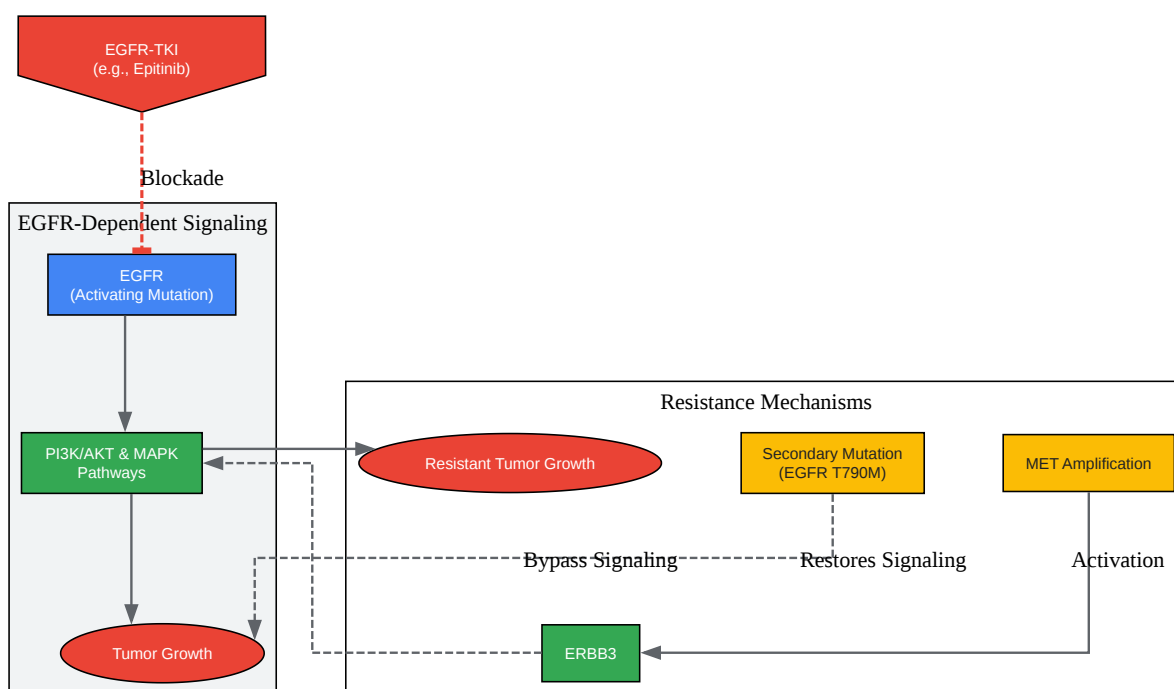 EGFR-TKI
(e.g., Epitinib)
Blockade
EGFR-Dependent Signaling
EGFR
(Activating Mutation)
Resistance Mechanisms
PI3K/AKT & MAPK
Pathways
Resistant Tumor Growth
Secondary Mutation
(EGFR T790M)
MET Amplification
Bypass Signaling
Restores Signaling
Activation
Tumor Growth
ERBB3